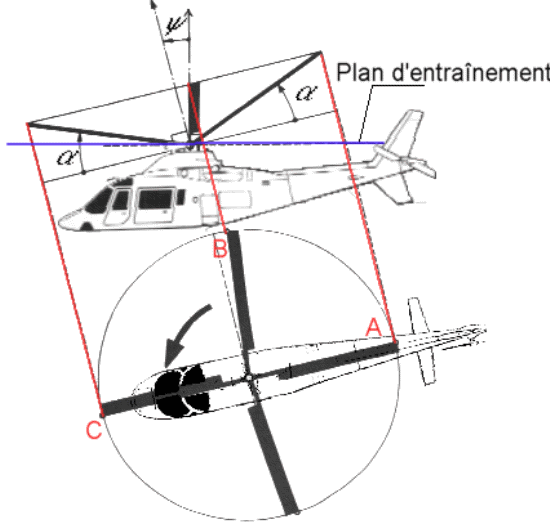 ψ
Plan d'entraînement
α
α
B
A
C